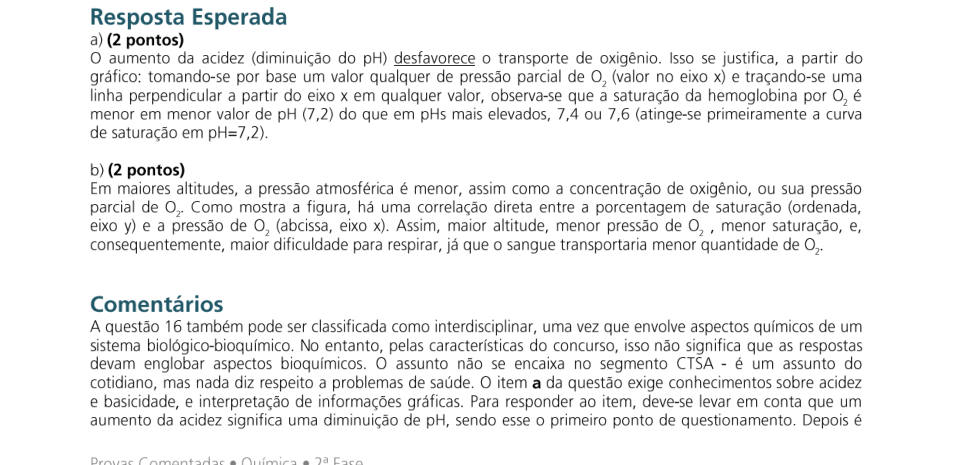 Resposta Esperada
a) (2 pontos)
O aumento da acidez (diminuição do pH) desfavorece o transporte de oxigênio. Isso se justifica, a partir do
gráfico: tomando-se por base um valor qualquer de pressão parcial de O2 (valor no eixo x) e traçando-se uma
linha perpendicular a partir do eixo x em qualquer valor, observa-se que a saturação da hemoglobina por O2 é
menor em menor valor de pH (7,2) do que em pHs mais elevados, 7,4 ou 7,6 (atinge-se primeiramente a curva
de saturação em pH=7,2).
b) (2 pontos)
Em maiores altitudes, a pressão atmosférica é menor, assim como a concentração de oxigênio, ou sua pressão
parcial de O2. Como mostra a figura, há uma correlação direta entre a porcentagem de saturação (ordenada,
eixo y) e a pressão de O2 (abcissa, eixo x). Assim, maior altitude, menor pressão de O2 , menor saturação, e,
consequentemente, maior dificuldade para respirar, já que o sangue transportaria menor quantidade de O2.
Comentários
A questão 16 também pode ser classificada como interdisciplinar, uma vez que envolve aspectos químicos de um
sistema biológico-bioquímico. No entanto, pelas características do concurso, isso não significa que as respostas
devam englobar aspectos bioquímicos. O assunto não se encaixa no segmento CTSA - é um assunto do
cotidiano, mas nada diz respeito a problemas de saúde. O item a da questão exige conhecimentos sobre acidez
e basicidade, e interpretação de informações gráficas. Para responder ao item, deve-se levar em conta que um
aumento da acidez significa uma diminuição de pH, sendo esse o primeiro ponto de questionamento. Depois é
Provas Comentadas • Química • 2ª Fase